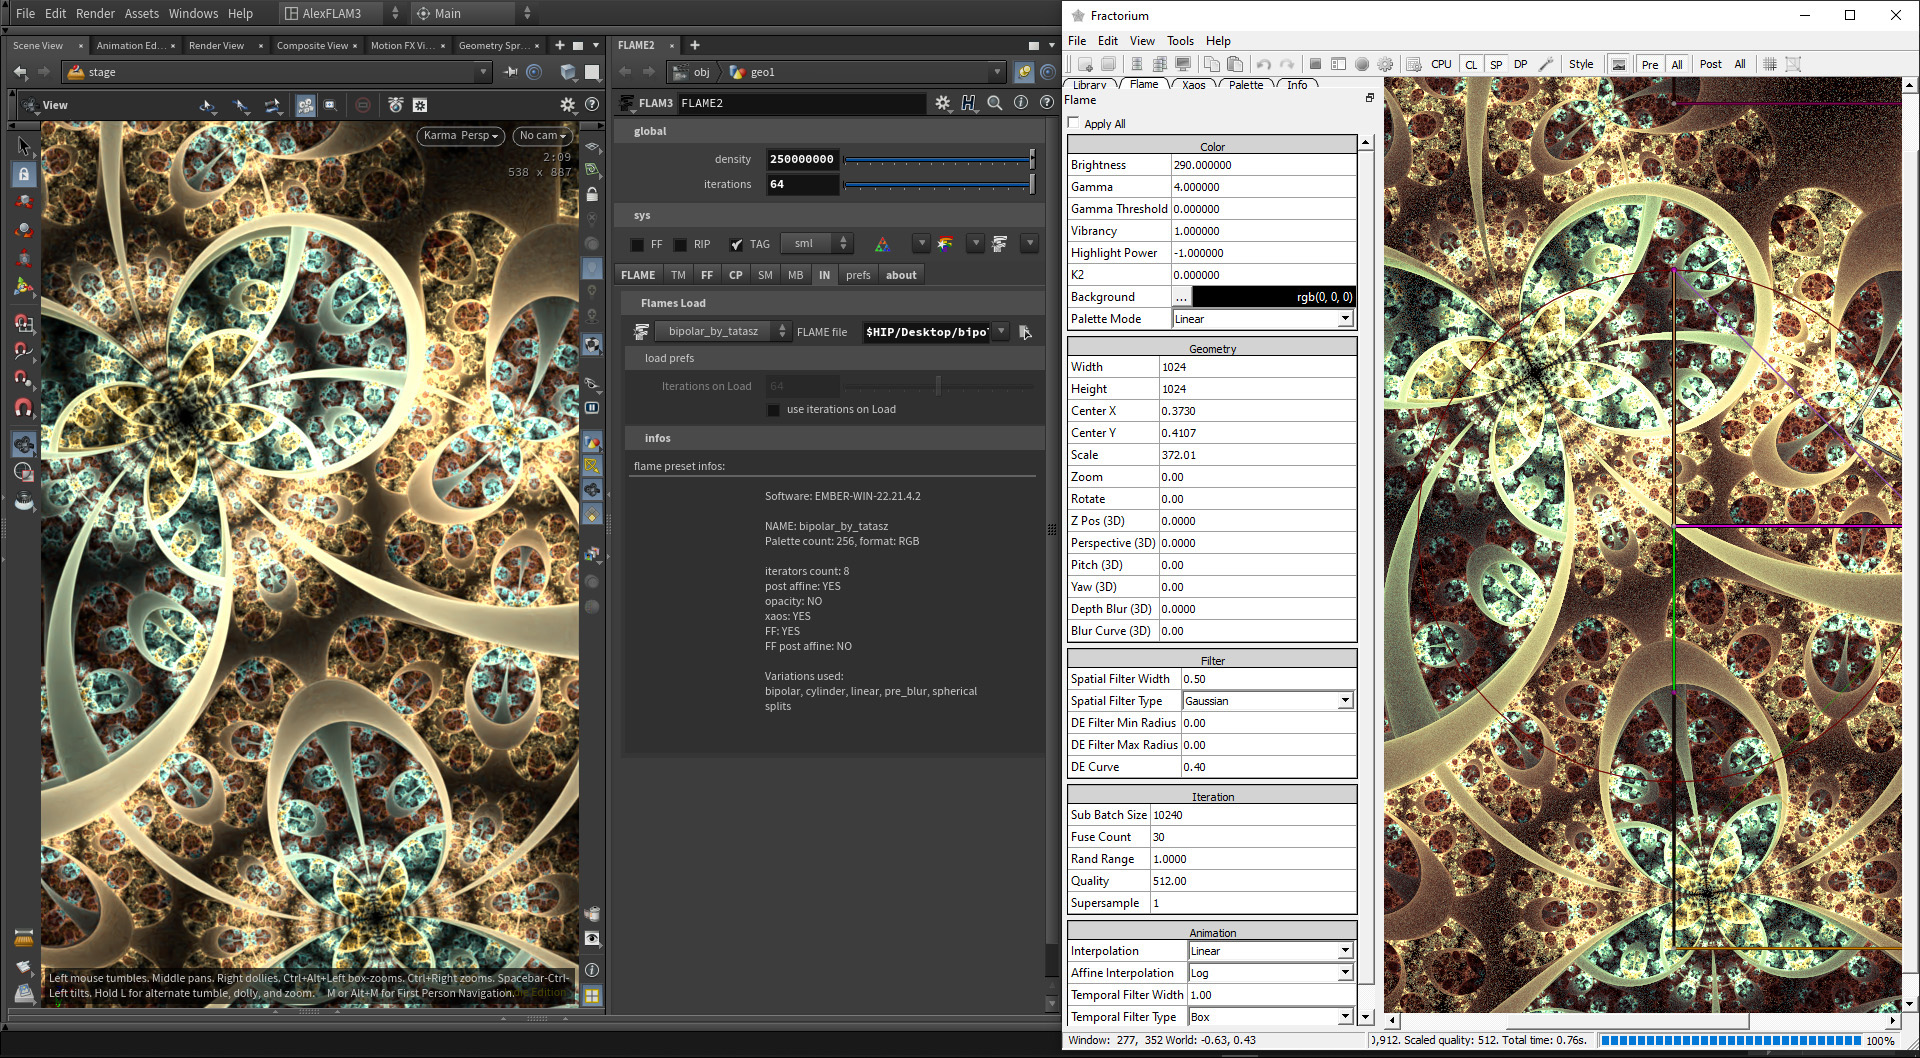 File Edit Render Assets Windows Help AlexFLAM3 Main
Scene View Animation Ed... Render View Composite View Motion FX Vi... Geometry Spr...
stage
View
Karma Persp No cam
2:09
538 x 887
Left mouse tumbles. Middle pans. Right dollies. Ctrl+Alt+Left box-zooms. Ctrl+Right zooms. Spacebar-Ctrl-
Left tilts. Hold L for alternate tumble, dolly, and zoom. M or Alt+M for First Person Navigation.
FLAME2
obj geo1
FLAM3 FLAME2
global
density 250000000
iterations 64
sys
FF RIP TAG sml
FLAME TM FF CP SM MB IN prefs about
Flames Load
bipolar_by_tatasz FLAME file $HIP/Desktop/bipo
load prefs
Iterations on Load 64
use iterations on Load
infos
flame preset infos:
Software: EMBER-WIN-22.21.4.2
NAME: bipolar_by_tatasz
Palette count: 256, format: RGB
iterators count: 8
post affine: YES
opacity: NO
xaos: YES
FF: YES
FF post affine: NO
Variations used:
bipolar, cylinder, linear, pre_blur, spherical
splits
Fractorium
File Edit View Tools Help
CPU CL SP DP Style Pre All Post All
Library Flame Xaos Palette Info
Flame
Apply All
Color
Brightness 290.000000
Gamma 4.000000
Gamma Threshold 0.000000
Vibrancy 1.000000
Highlight Power -1.000000
K2 0.000000
Background ... rgb(0, 0, 0)
Palette Mode Linear
Geometry
Width 1024
Height 1024
Center X 0.3730
Center Y 0.4107
Scale 372.01
Zoom 0.00
Rotate 0.00
Z Pos (3D) 0.0000
Perspective (3D) 0.0000
Pitch (3D) 0.00
Yaw (3D) 0.00
Depth Blur (3D) 0.0000
Blur Curve (3D) 0.00
Filter
Spatial Filter Width 0.50
Spatial Filter Type Gaussian
DE Filter Min Radius 0.00
DE Filter Max Radius 0.00
DE Curve 0.40
Iteration
Sub Batch Size 10240
Fuse Count 30
Rand Range 1.0000
Quality 512.00
Supersample 1
Animation
Interpolation Linear
Affine Interpolation Log
Temporal Filter Width 1.00
Temporal Filter Type Box
Window: 277, 352 World: -0.63, 0.43 ),912. Scaled quality: 512. Total time: 0.76s. 100%